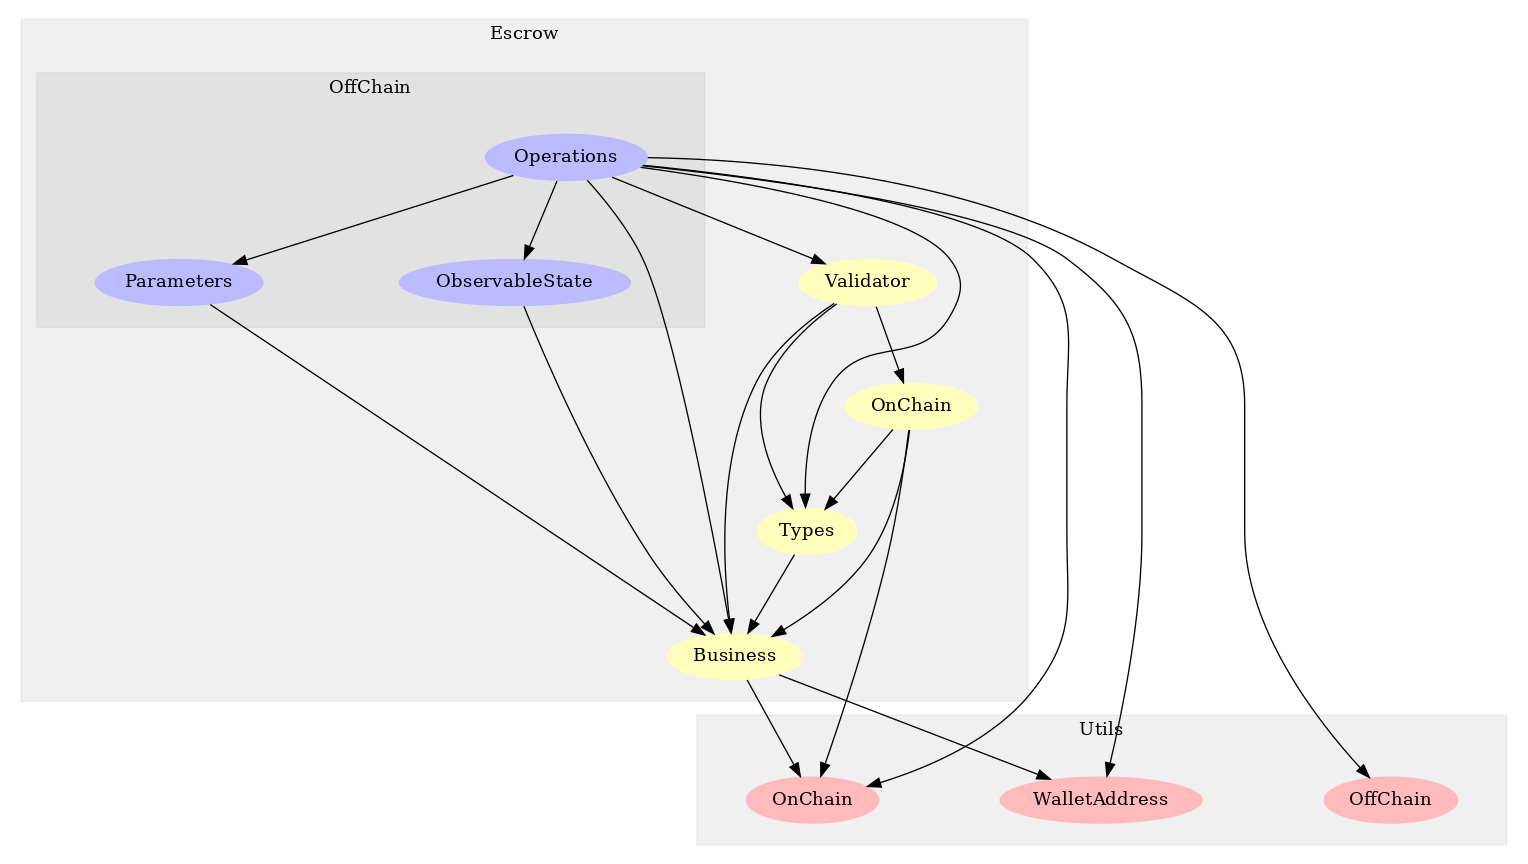 Escrow
OffChain
Operations
Parameters
ObservableState
Validator
OnChain
Types
Business
Utils
OnChain
WalletAddress
OffChain